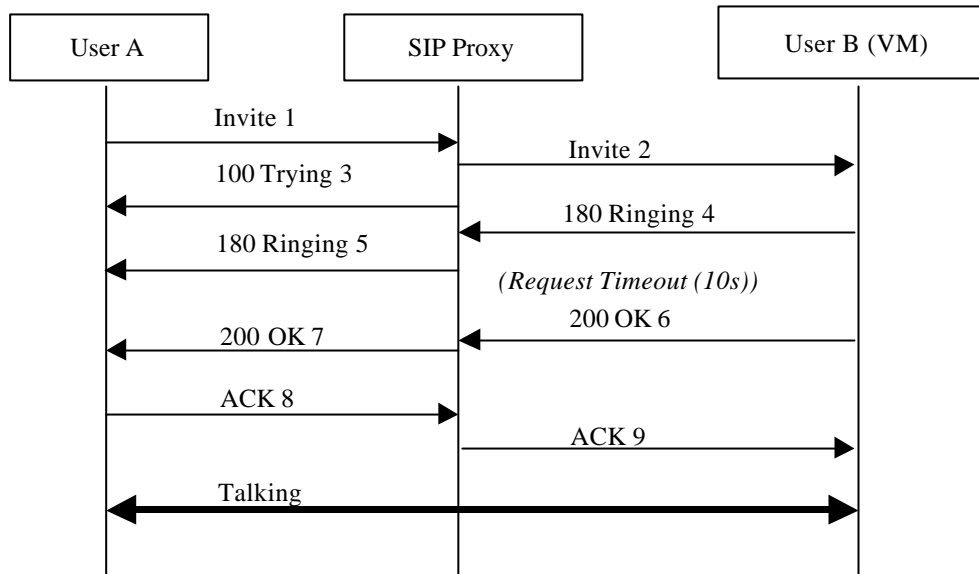 User A
SIP Proxy
User B (VM)
Invite 1
Invite 2
100 Trying 3
180 Ringing 4
180 Ringing 5
(Request Timeout (10s))
200 OK 6
200 OK 7
ACK 8
ACK 9
Talking